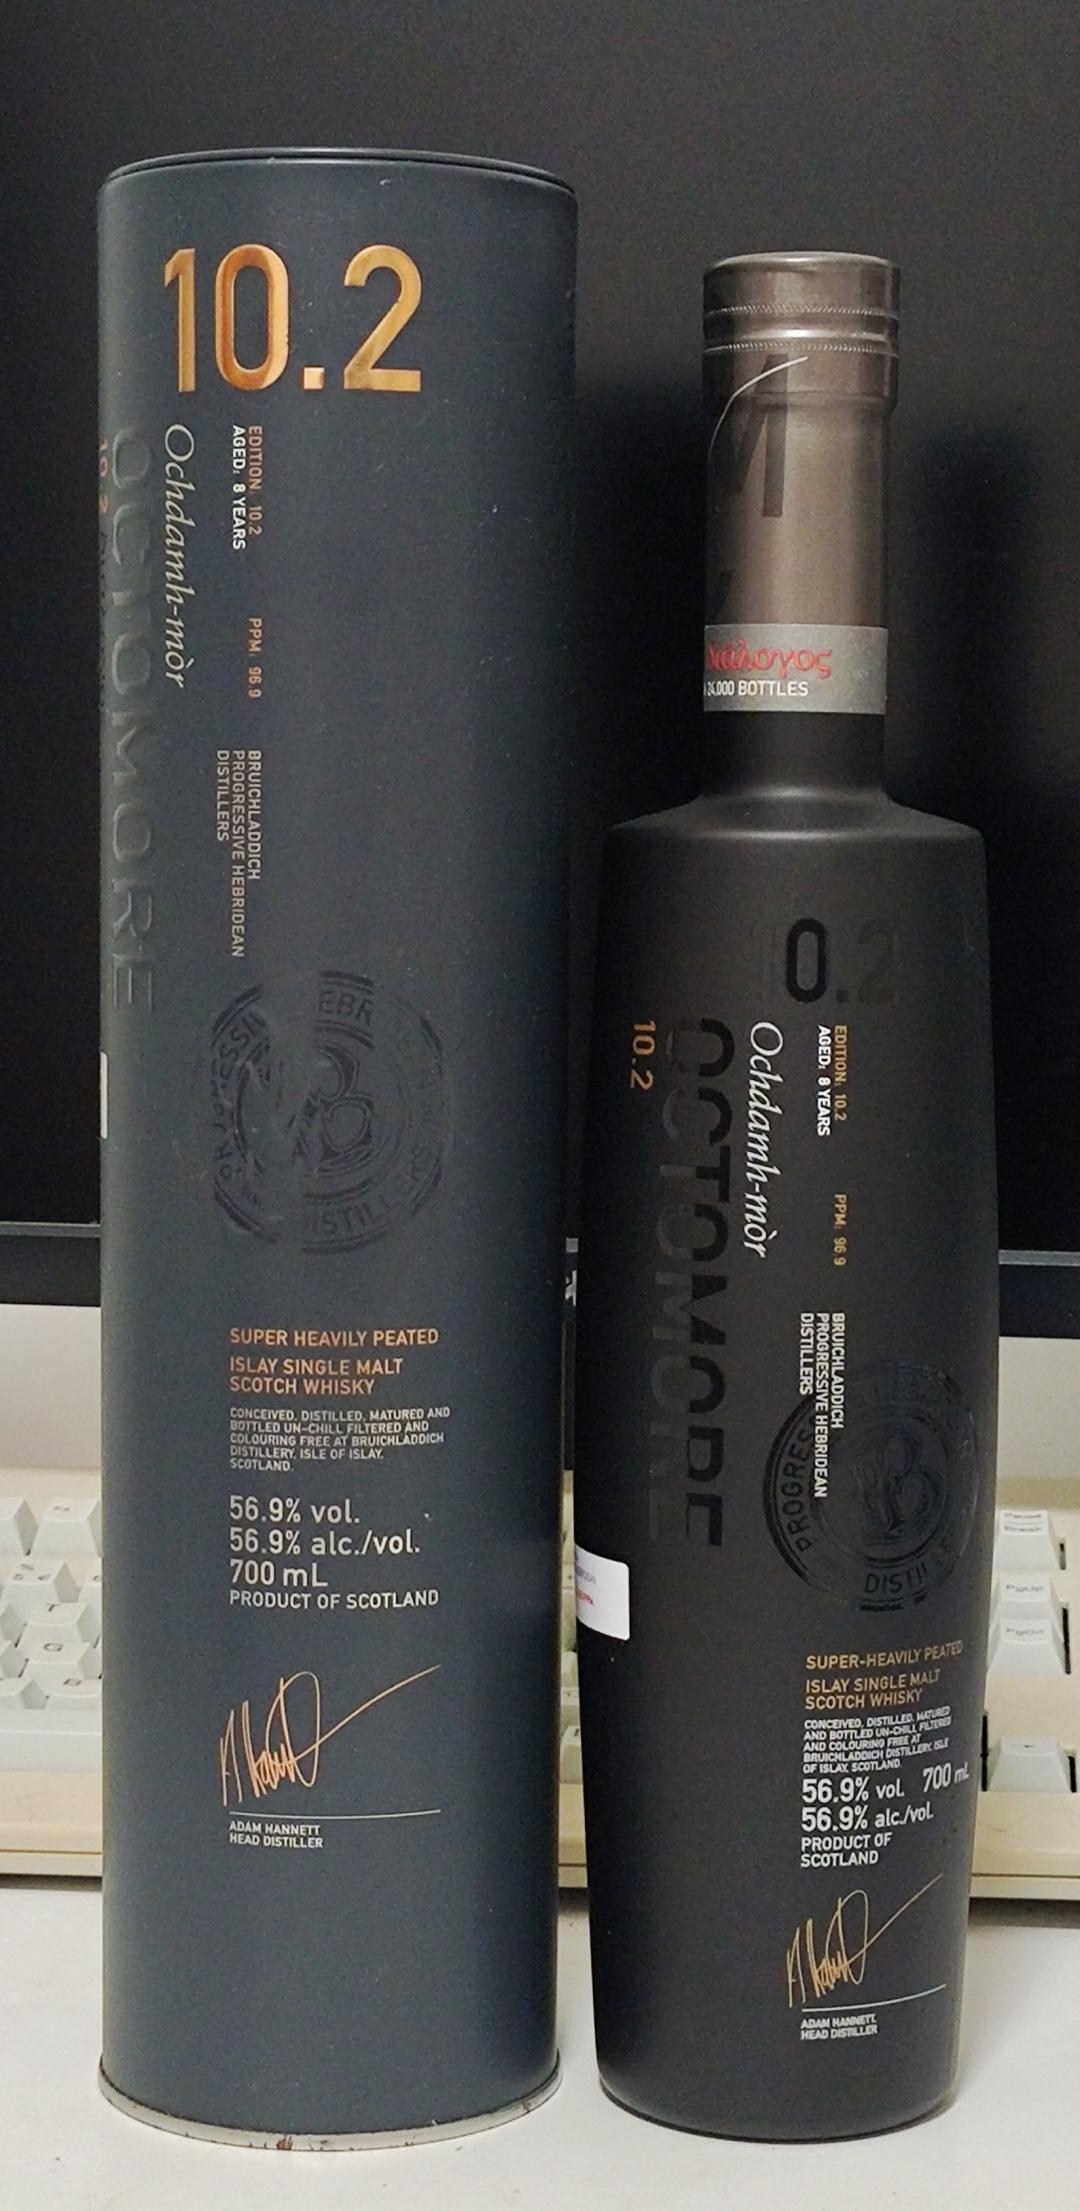 10.2
Ochdamh-mòr
EDITION: 10.2
AGED: 8 YEARS
PPM: 96.9
BRUICHLADDICH
PROGRESSIVE HEBRIDEAN
DISTILLERS
10.2
OCTOMORE
SUPER HEAVILY PEATED
ISLAY SINGLE MALT
SCOTCH WHISKY
CONCEIVED, DISTILLED, MATURED AND
BOTTLED UN-CHILL FILTERED AND
COLOURING FREE AT BRUICHLADDICH
DISTILLERY, ISLE OF ISLAY,
SCOTLAND.
56.9% vol.
56.9% alc./vol.
700 mL
PRODUCT OF SCOTLAND
ADAM HANNETT
HEAD DISTILLER
24,000 BOTTLES
0.2
EDITION: 10.2
AGED: 8 YEARS
PPM: 96.9
Ochdamh-mòr
10.2
OCTOMORE
BRUICHLADDICH
PROGRESSIVE HEBRIDEAN
DISTILLERS
SUPER-HEAVILY PEATED
ISLAY SINGLE MALT
SCOTCH WHISKY
CONCEIVED, DISTILLED, MATURED
AND BOTTLED UN-CHILL FILTERED
AND COLOURING FREE AT
BRUICHLADDICH DISTILLERY, ISLE
OF ISLAY, SCOTLAND.
56.9% vol. 700 mL
56.9% alc./vol.
PRODUCT OF
SCOTLAND
ADAM HANNETT,
HEAD DISTILLER
PgUp
PgDn